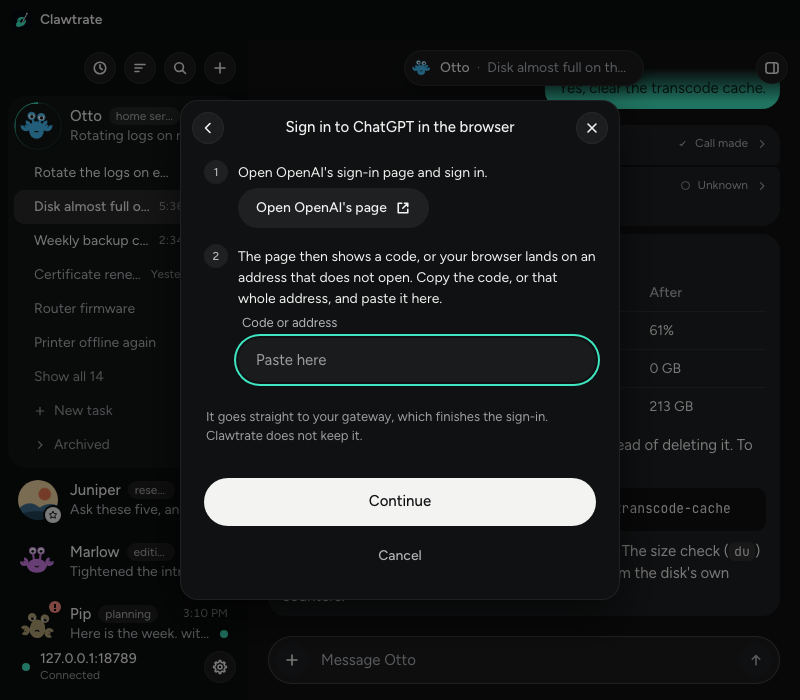 Clawtrate
Otto · Disk almost full on th...
Yes, clear the transcode cache.
Otto home ser...
Rotating logs on r
Rotate the logs on e...
Disk almost full o... 5:36
Weekly backup c... 2:34
Certificate rene... Yeste
Router firmware
Printer offline again
Show all 14
New task
Archived
Juniper rese...
Ask these five, an
Marlow editi...
Tightened the intr
Pip planning 3:10 PM
Here is the week. wit...
127.0.0.1:18789
Connected
Sign in to ChatGPT in the browser
1 Open OpenAI's sign-in page and sign in.
Open OpenAI's page
2 The page then shows a code, or your browser lands on an
address that does not open. Copy the code, or that
whole address, and paste it here.
Code or address
Paste here
It goes straight to your gateway, which finishes the sign-in.
Clawtrate does not keep it.
Continue
Cancel
Call made
Unknown
After
61%
0 GB
213 GB
ead of deleting it. To
transcode-cache
The size check (du)
m the disk's own
Message Otto